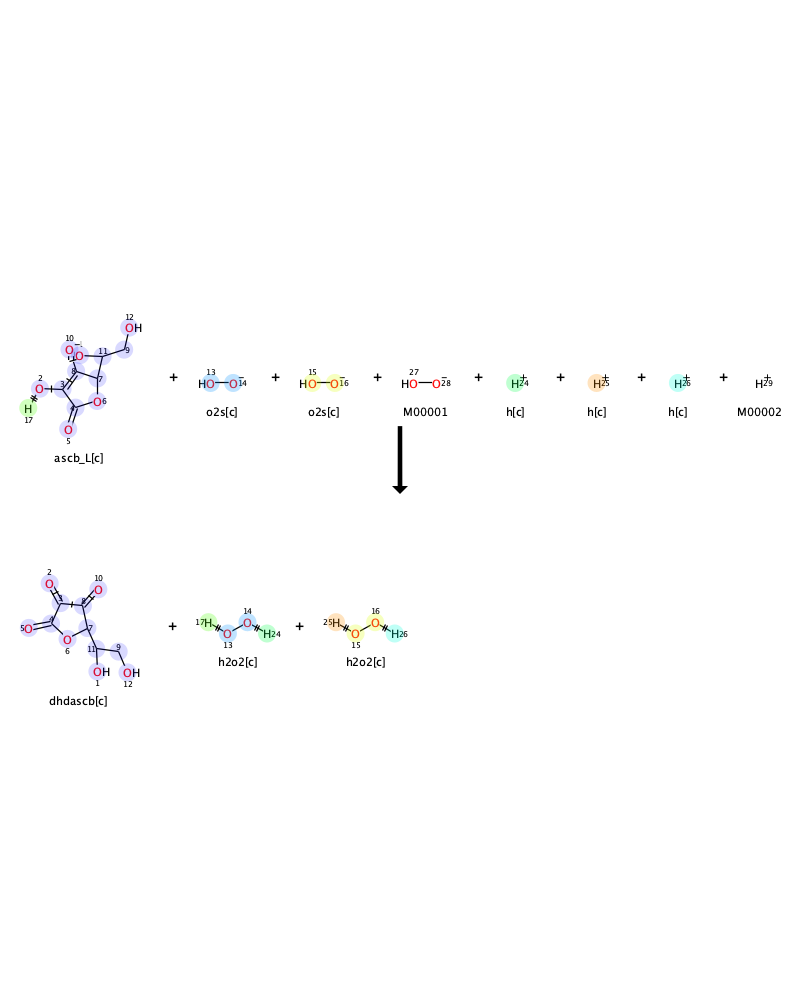 12
OH
10
O
1
O
11
9
8
7
2
O
3
O
6
4
H
17
O
5
ascb_L[c]
+
13
HO
O
−
14
o2s[c]
+
15
HO
O
−
16
o2s[c]
+
27
HO
O
−
28
M00001
+
H
+
24
h[c]
+
H
+
25
h[c]
+
H
+
26
h[c]
+
H
+
29
M00002
2
O
10
O
3
8
5
O
4
7
O
6
11
9
OH
1
OH
12
dhdascb[c]
+
17
H
14
O
O
13
H
24
h2o2[c]
+
25
H
16
O
O
15
H
26
h2o2[c]